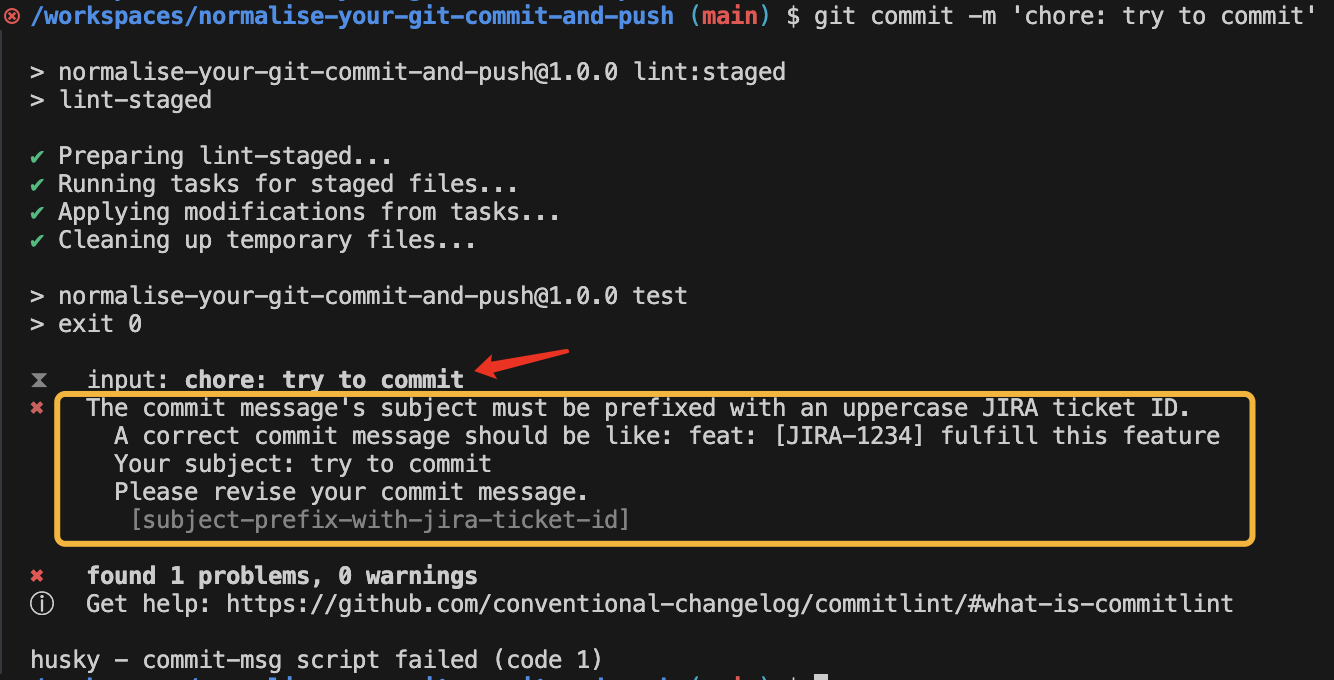 /workspaces/normalise-your-git-commit-and-push (main) $ git commit -m 'chore: try to commit'
> normalise-your-git-commit-and-push@1.0.0 lint:staged
> lint-staged
✔ Preparing lint-staged...
✔ Running tasks for staged files...
✔ Applying modifications from tasks...
✔ Cleaning up temporary files...
> normalise-your-git-commit-and-push@1.0.0 test
> exit 0
⧗ input: chore: try to commit
✖ The commit message's subject must be prefixed with an uppercase JIRA ticket ID.
A correct commit message should be like: feat: [JIRA-1234] fulfill this feature
Your subject: try to commit
Please revise your commit message.
[subject-prefix-with-jira-ticket-id]
✖ found 1 problems, 0 warnings
ⓘ Get help: https://github.com/conventional-changelog/commitlint/#what-is-commitlint
husky - commit-msg script failed (code 1)